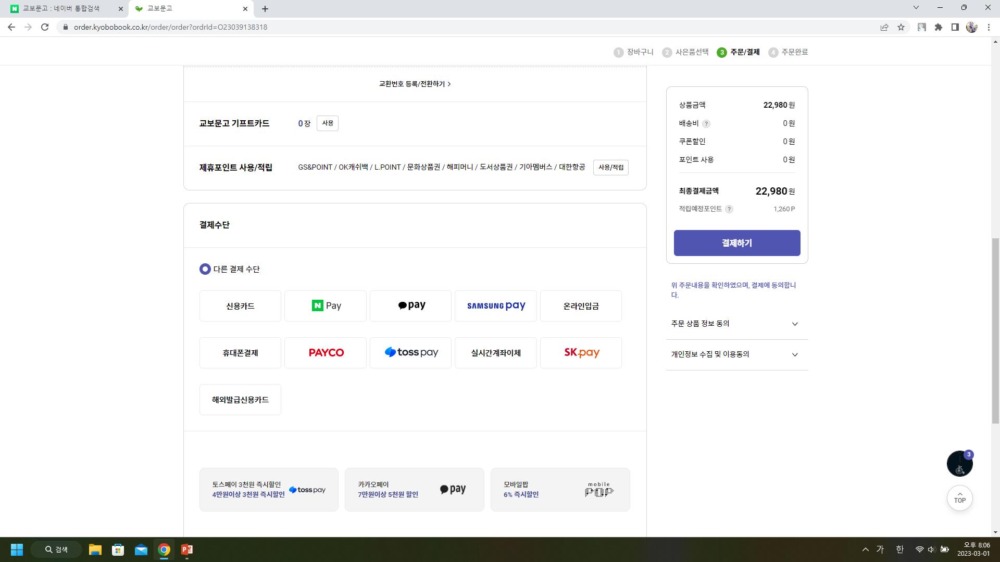 교보문고 : 네이버 통합검색
교보문고
order.kyobobook.co.kr/order/order?ordrId=O23039138318
1 장바구니 2 사은품선택 3 주문/결제 4 주문완료
교환번호 등록/전환하기
교보문고 기프트카드 0 장 사용
제휴포인트 사용/적립 GS&POINT / OK캐쉬백 / L.POINT / 문화상품권 / 해피머니 / 도서상품권 / 기아멤버스 / 대한항공 사용/적립
결제수단
다른 결제 수단
신용카드 N Pay pay SAMSUNG pay 온라인입금
휴대폰결제 PAYCO toss pay 실시간계좌이체 SK pay
해외발급신용카드
토스페이 3천원 즉시할인
4만원이상 3천원 즉시할인
toss pay
카카오페이
7만원이상 5천원 할인
pay
모바일팝
6% 즉시할인
mobile
POP
상품금액 22,980 원
배송비 ? 0 원
쿠폰할인 0 원
포인트 사용 0 원
최종결제금액 22,980 원
적립예정포인트 ? 1,260 P
결제하기
위 주문내용을 확인하였으며, 결제에 동의합니
다.
주문 상품 정보 동의
개인정보 수집 및 이용동의
3
TOP
검색
가 한
오후 8:06
2023-03-01